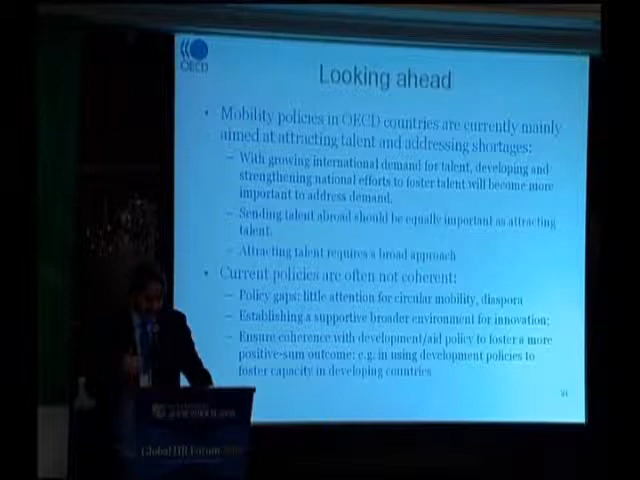 OECD
Looking ahead
• Mobility policies in OECD countries are currently mainly
aimed at attracting talent and addressing shortages:
– With growing international demand for talent, developing and
strengthening national efforts to foster talent will become more
important to address demand.
– Sending talent abroad should be equally important as attracting
talent.
– Attracting talent requires a broad approach
• Current policies are often not coherent:
– Policy gaps: little attention for circular mobility, diaspora
– Establishing a supportive broader environment for innovation;
– Ensure coherence with development/aid policy to foster a more
positive-sum outcome: e.g. in using development policies to
foster capacity in developing countries
Global HR Forum